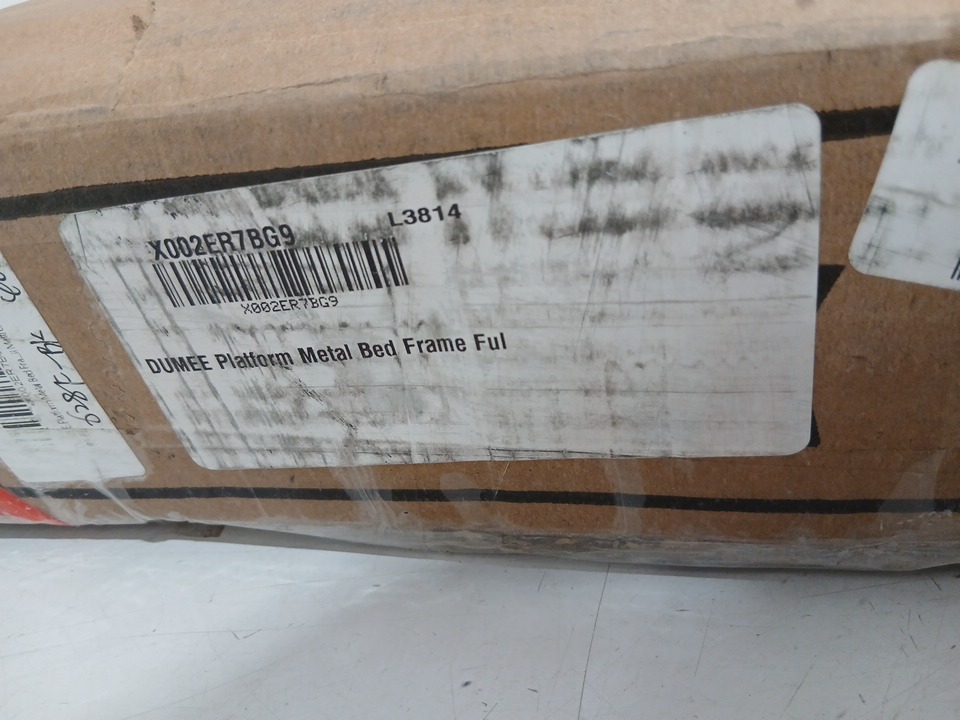 L3814
X002ER7BG9
X002ER7BG9
DUMEE Platform Metal Bed Frame Ful